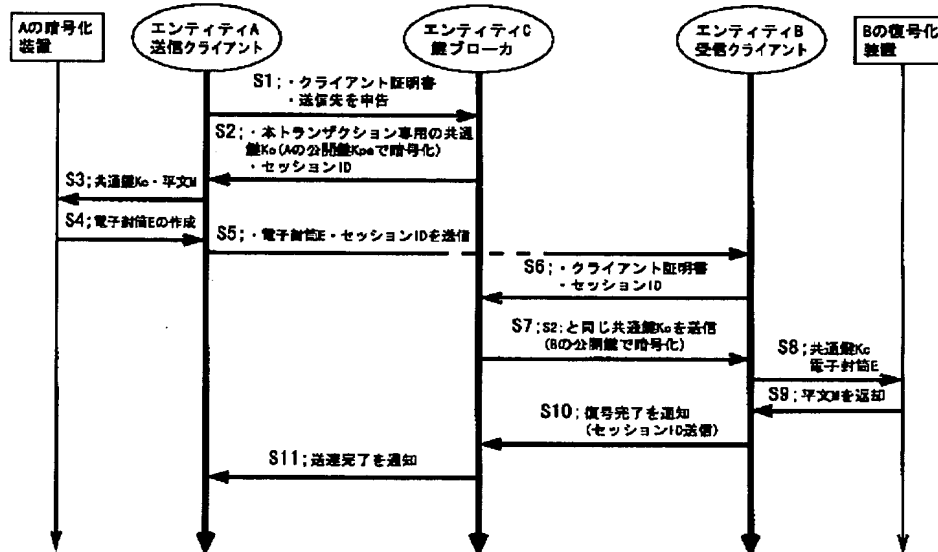 Aの暗号化
装置
エンティティA
送信クライアント
エンティティC
鍵ブローカ
エンティティB
受信クライアント
Bの復号化
装置
S1;・クライアント証明書
・送信先を申告
S2;・本トランザクション専用の共通
鍵Kc(Aの公開鍵Kpaで暗号化)
・セッションID
S3;共通鍵Kc・平文M
S4;電子封筒Eの作成
S5;・電子封筒E・セッションIDを送信
S6;・クライアント証明書
・セッションID
S7;S2;と同じ共通鍵Kcを送信
(Bの公開鍵で暗号化)
S8;共通鍵Kc
電子封筒E
S9;平文Mを返却
S10;復号完了を通知
(セッションID送信)
S11;送達完了を通知